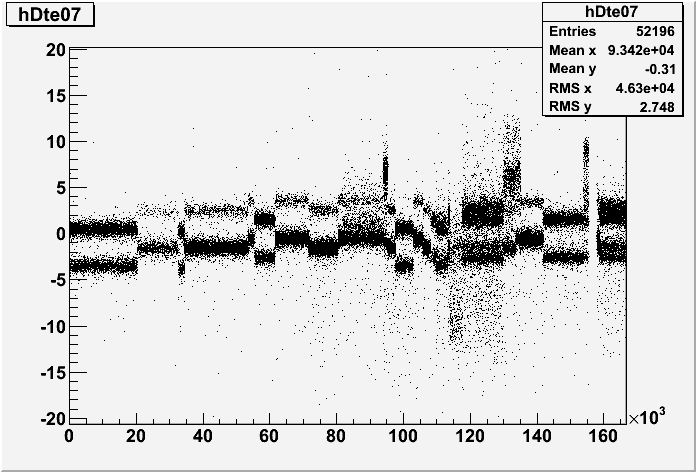 hDte07
hDte07
Entries 52196
Mean x 9.342e+04
Mean y -0.31
RMS x 4.63e+04
RMS y 2.748
20
15
10
5
0
-5
-10
-15
-20
0 20 40 60 80 100 120 140 160
×10³